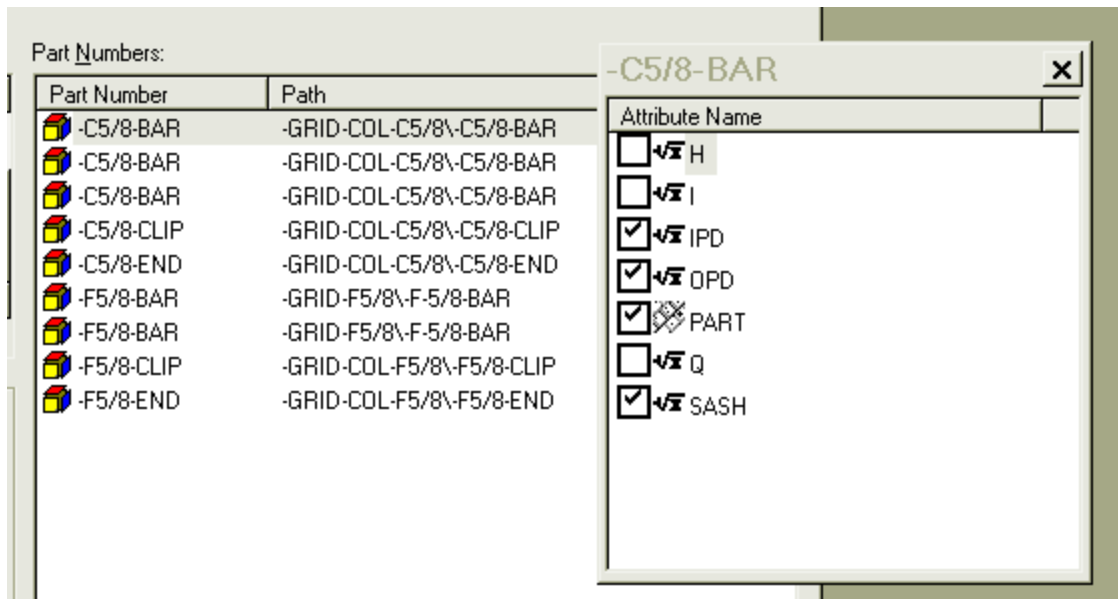 Part Numbers:
Part Number Path
-C5/8-BAR -GRID-COL-C5/8\-C5/8-BAR
-C5/8-BAR -GRID-COL-C5/8\-C5/8-BAR
-C5/8-BAR -GRID-COL-C5/8\-C5/8-BAR
-C5/8-CLIP -GRID-COL-C5/8\-C5/8-CLIP
-C5/8-END -GRID-COL-C5/8\-C5/8-END
-F5/8-BAR -GRID-F5/8\-F-5/8-BAR
-F5/8-BAR -GRID-F5/8\-F-5/8-BAR
-F5/8-CLIP -GRID-COL-F5/8\-F5/8-CLIP
-F5/8-END -GRID-COL-F5/8\-F5/8-END
-C5/8-BAR
Attribute Name
√x H
√x I
√x IPD
√x OPD
PART
√x Q
√x SASH